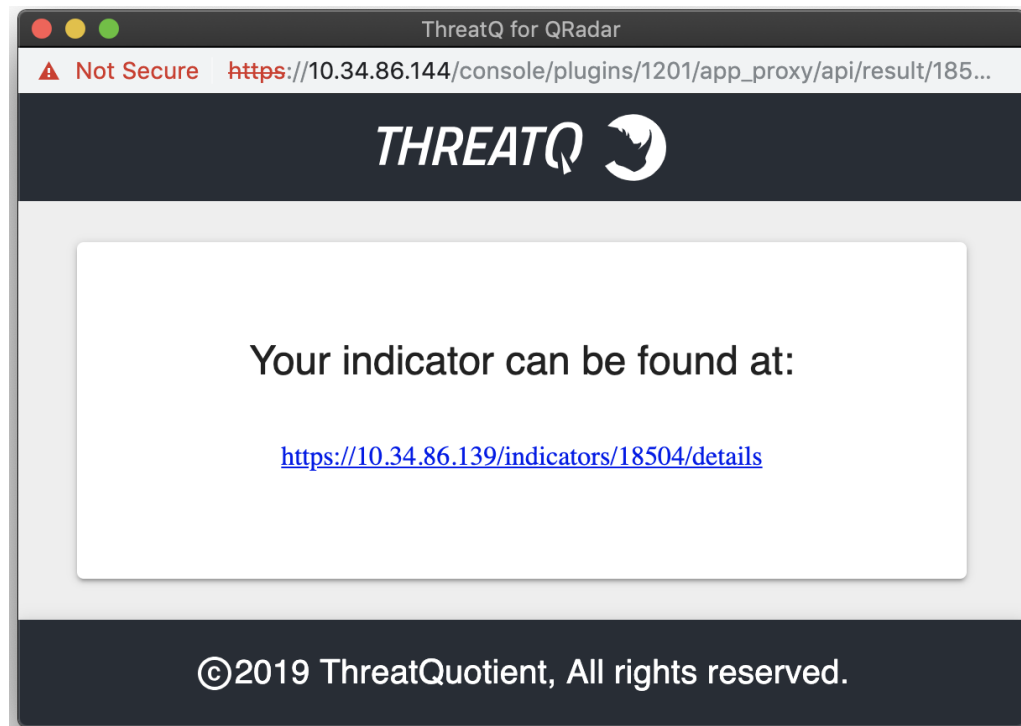 ThreatQ for QRadar
Not Secure https://10.34.86.144/console/plugins/1201/app_proxy/api/result/185...
THREATQ
Your indicator can be found at:
https://10.34.86.139/indicators/18504/details
©2019 ThreatQuotient, All rights reserved.